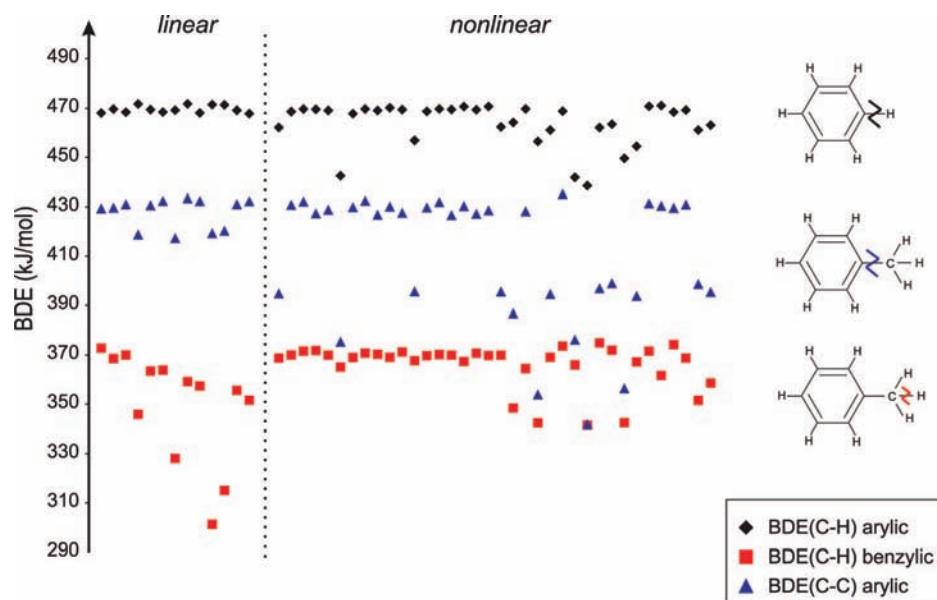 linear
nonlinear
BDE (kJ/mol)
490
470
450
430
410
390
370
350
330
310
290
H H
H H
H H
H H H
H C H
H H H
H H H
H C H
H H H
BDE(C-H) arylic
BDE(C-H) benzylic
BDE(C-C) arylic